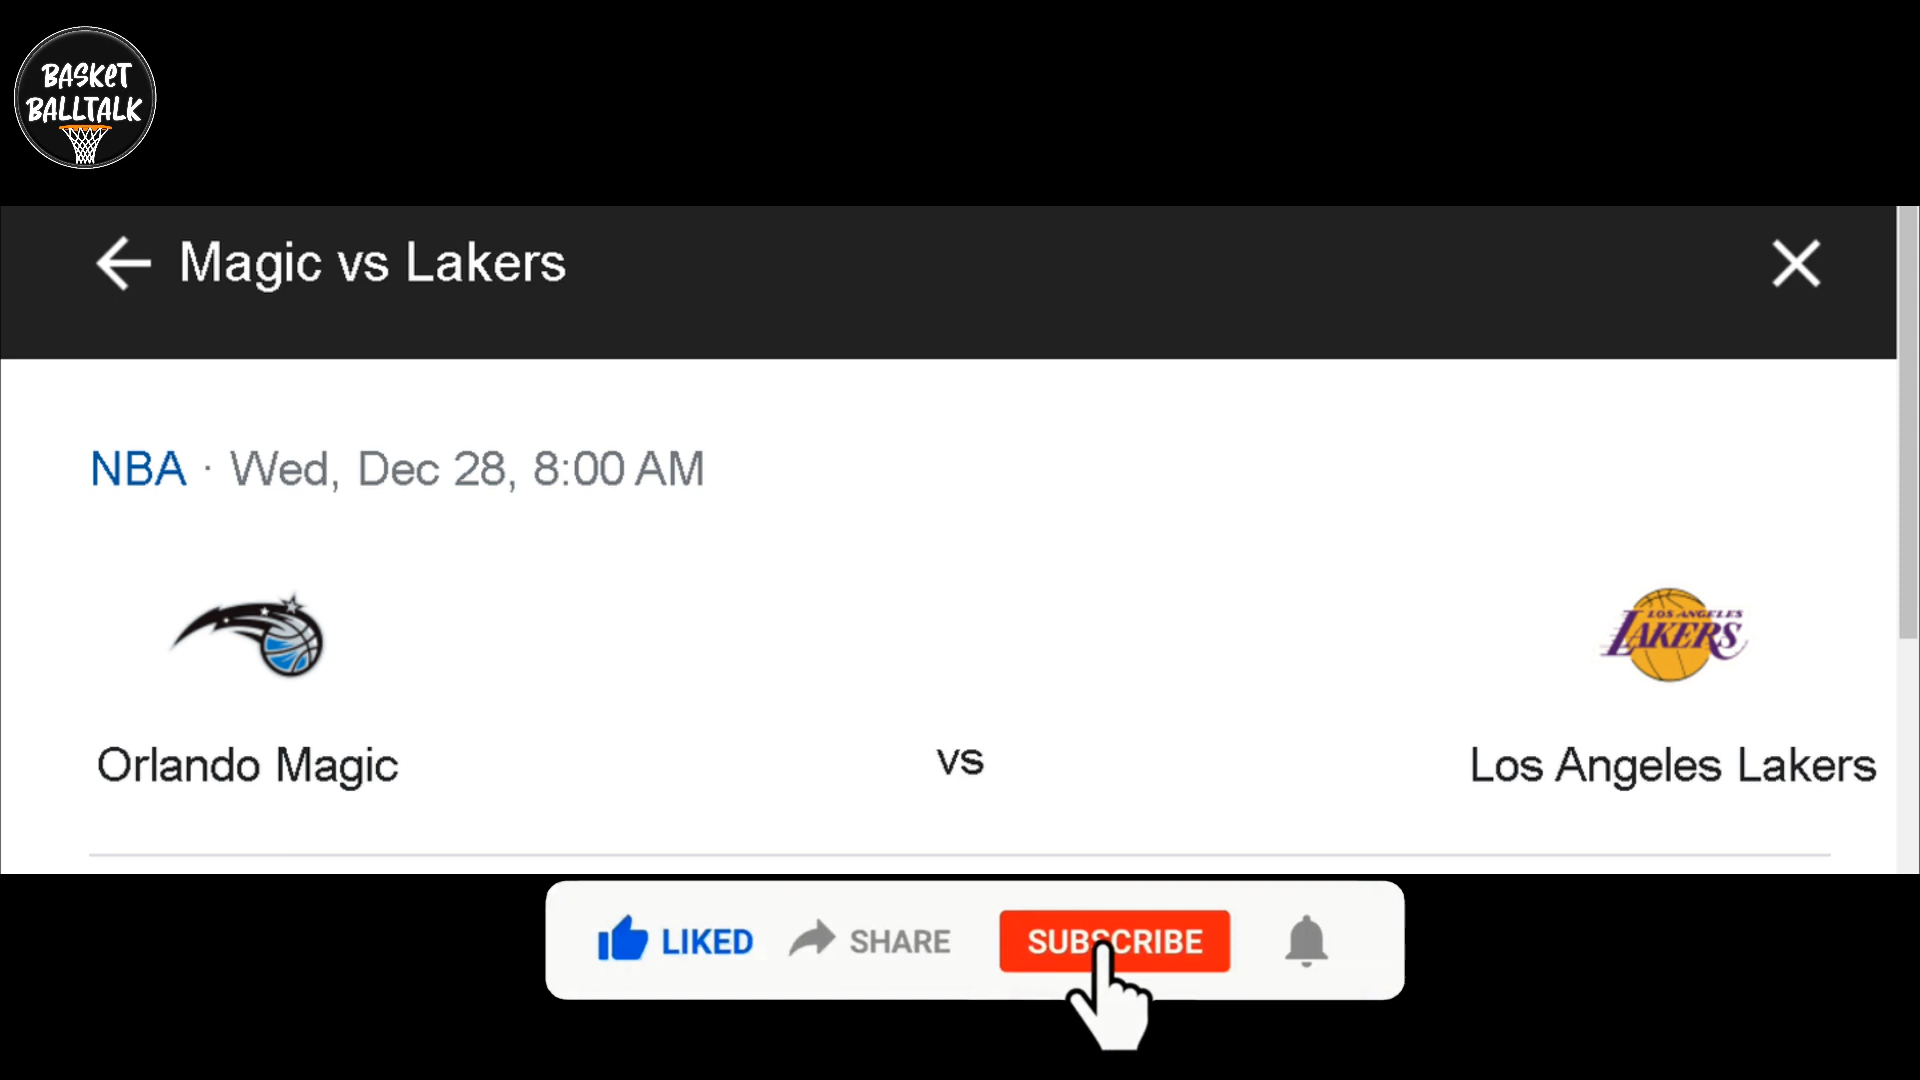 BASKET
BALLTALK
Magic vs Lakers
NBA · Wed, Dec 28, 8:00 AM
LOS ANGELES
LAKERS
Orlando Magic vs Los Angeles Lakers
LIKED SHARE SUBSCRIBE